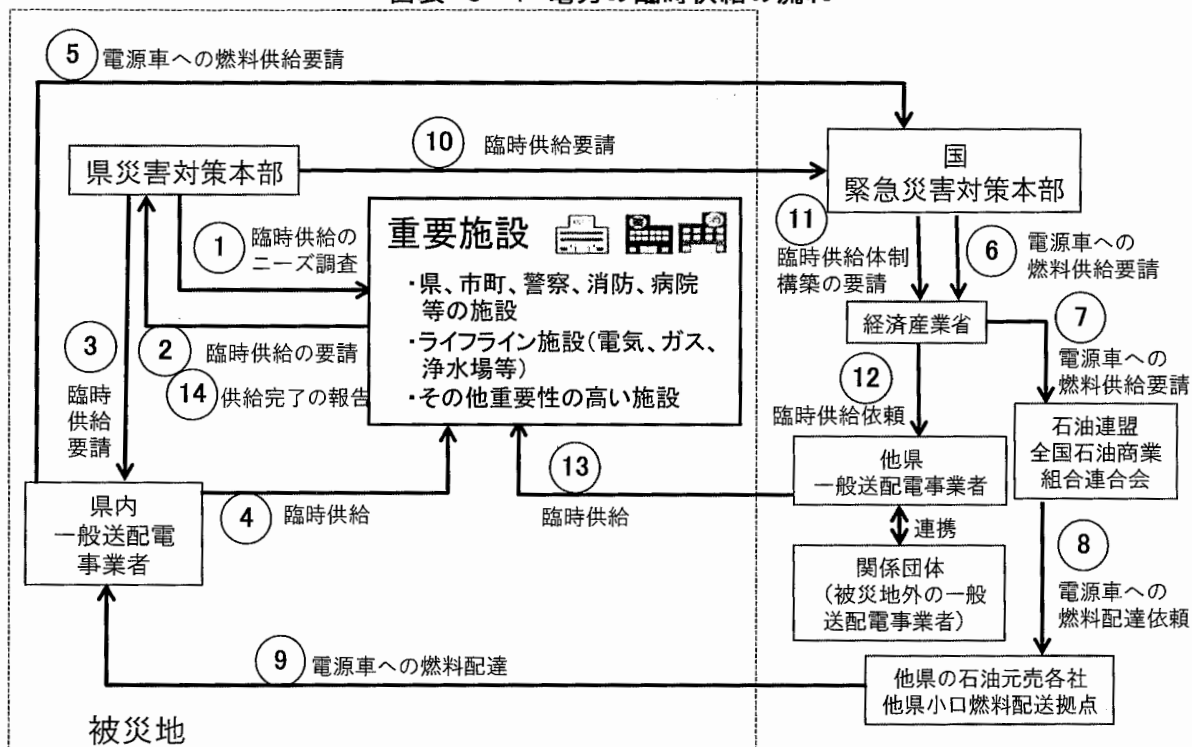 ⑤ 電源車への燃料供給要請
⑩ 臨時供給要請
県災害対策本部
国
緊急災害対策本部
① 臨時供給の
ニーズ調査
重要施設
・県、市町、警察、消防、病院
等の施設
・ライフライン施設(電気、ガス、
浄水場等)
・その他重要性の高い施設
⑪
臨時供給体制
構築の要請
⑥ 電源車への
燃料供給要請
経済産業省
③
臨時
供給
要請
② 臨時供給の要請
⑭ 供給完了の報告
⑦
電源車への
燃料供給要請
⑫
臨時供給依頼
石油連盟
全国石油商業
組合連合会
他県
一般送配電事業者
県内
一般送配電
事業者
④ 臨時供給
⑬
臨時供給
連携
関係団体
(被災地外の一般
送配電事業者)
⑧
電源車への
燃料配達依頼
⑨ 電源車への燃料配達
他県の石油元売各社
他県小口燃料配送拠点
被災地